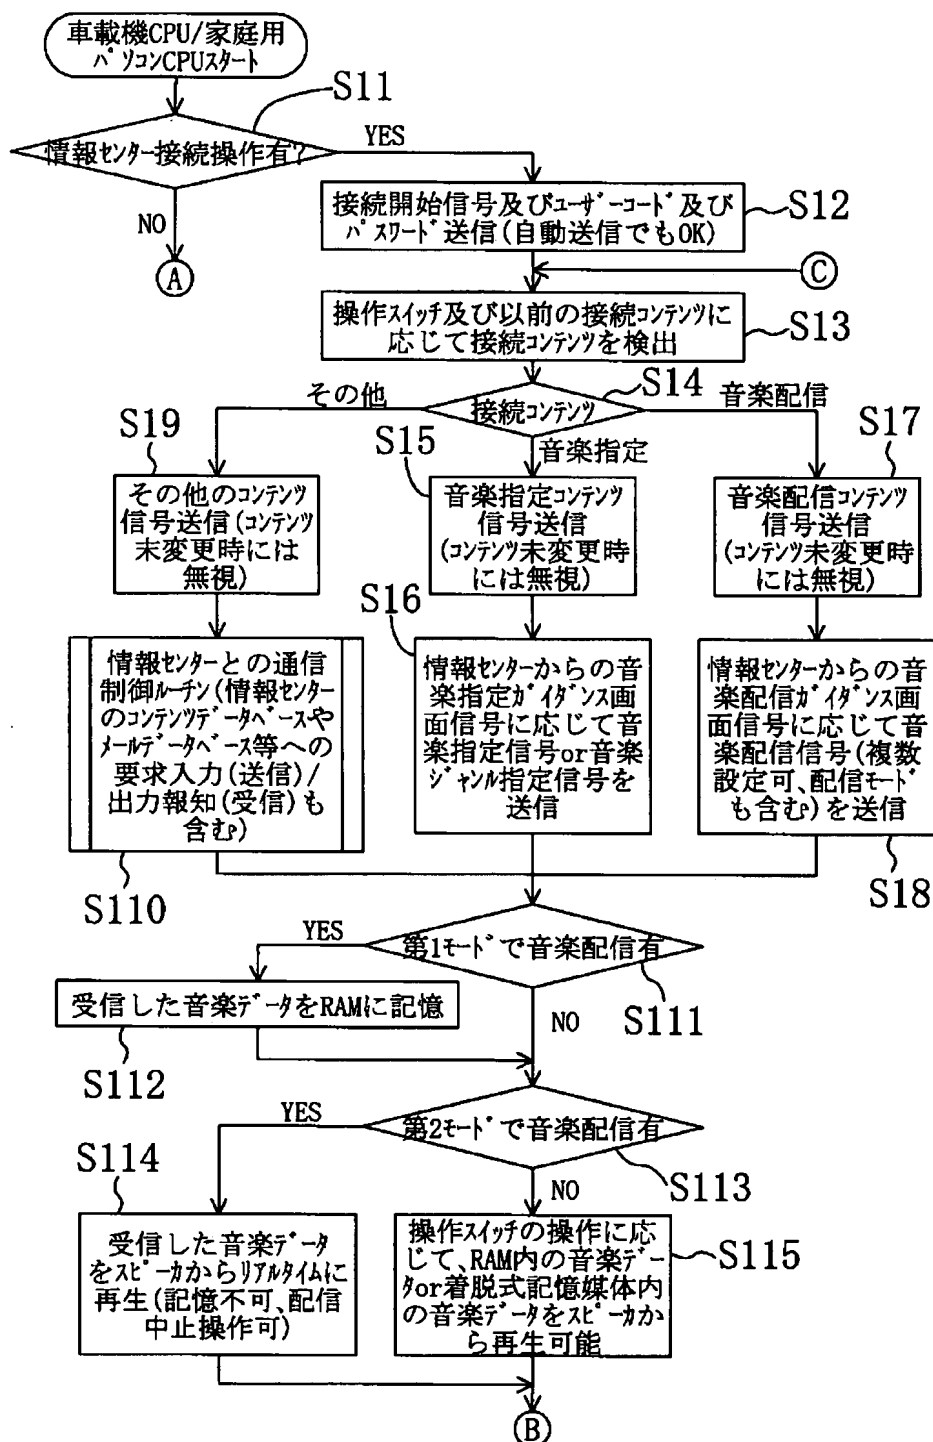 車載機CPU/家庭用
パソコンCPUスタート
S11
情報センター接続操作有?
YES
NO
A
接続開始信号及びユーザーコード及び
パスワード送信(自動送信でもOK)
S12
C
操作スイッチ及び以前の接続コンテンツに
応じて接続コンテンツを検出
S13
S14
接続コンテンツ
その他
音楽指定
音楽配信
S19
その他のコンテンツ
信号送信(コンテンツ
未変更時には
無視)
S15
音楽指定コンテンツ
信号送信
(コンテンツ未変更時
には無視)
S17
音楽配信コンテンツ
信号送信
(コンテンツ未変更時
には無視)
情報センターとの通信
制御ルーチン(情報センター
のコンテンツデータベースや
メールデータベース等への
要求入力(送信)/
出力報知(受信)も
含む)
S110
S16
情報センターからの音
楽指定ガイダンス画
面信号に応じて音
楽指定信号or音楽
ジャンル指定信号を
送信
情報センターからの音
楽配信ガイダンス画
面信号に応じて音
楽配信信号(複数
設定可、配信モード
も含む)を送信
S18
第1モードで音楽配信有
S111
YES
NO
受信した音楽データをRAMに記憶
S112
第2モードで音楽配信有
S113
YES
NO
S114
受信した音楽データ
をスピーカからリアルタイムに
再生(記憶不可、配信
中止操作可)
操作スイッチの操作に応
じて、RAM内の音楽デー
タor着脱式記憶媒体内
の音楽データをスピーカか
ら再生可能
S115
B